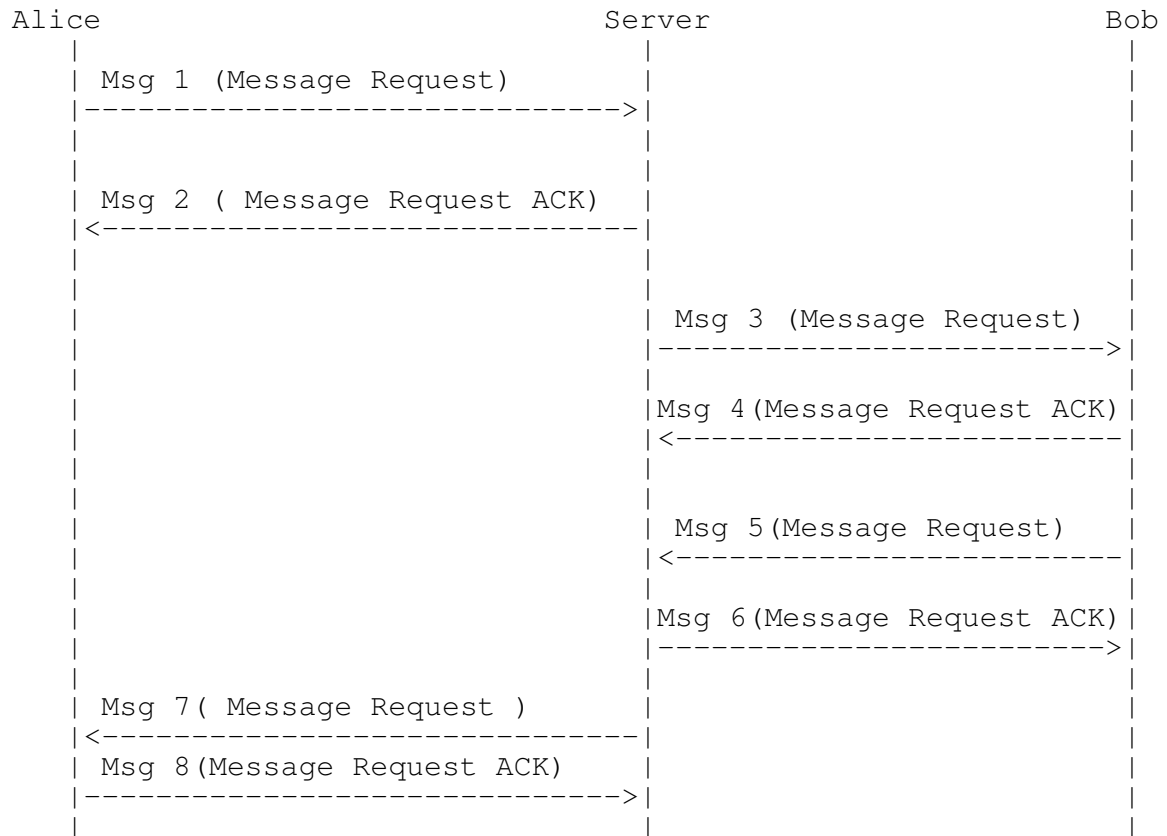 Alice Server Bob
Msg 1 (Message Request)
Msg 2 ( Message Request ACK)
Msg 3 (Message Request)
Msg 4(Message Request ACK)
Msg 5(Message Request)
Msg 6(Message Request ACK)
Msg 7( Message Request )
Msg 8(Message Request ACK)